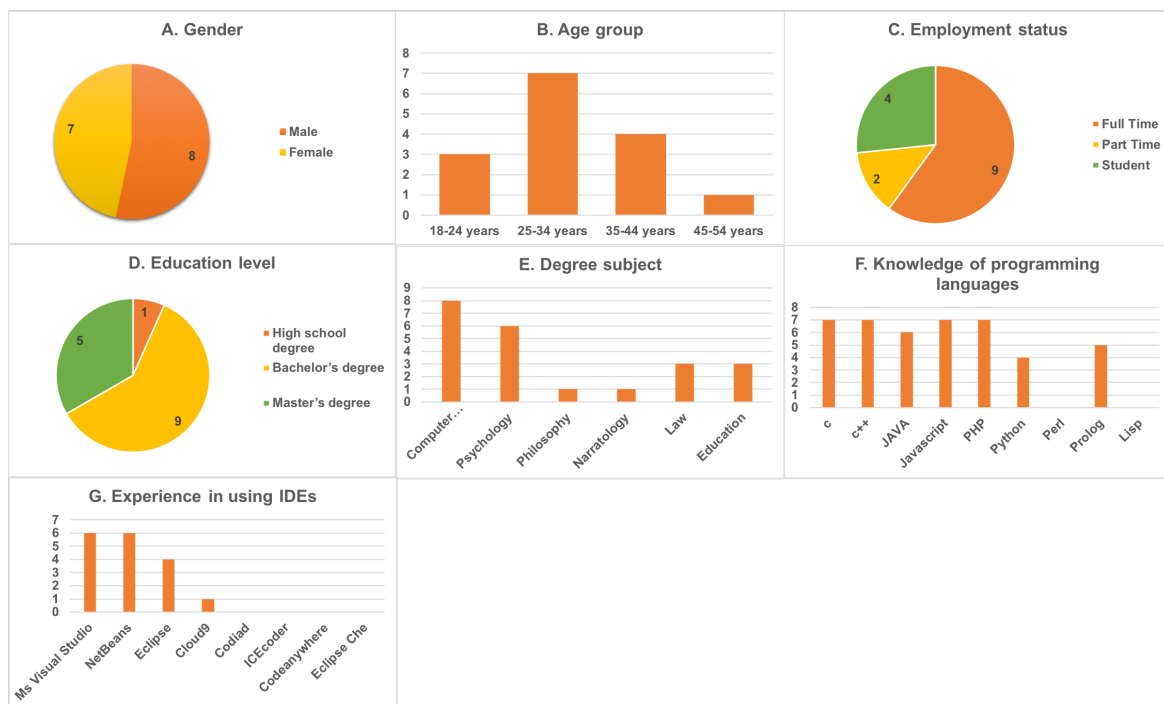 A. Gender
7
8
Male
Female
B. Age group
8
7
6
5
4
3
2
1
0
18-24 years
25-34 years
35-44 years
45-54 years
C. Employment status
4
2
9
Full Time
Part Time
Student
D. Education level
1
5
9
High school
degree
Bachelor's degree
Master's degree
E. Degree subject
9
8
7
6
5
4
3
2
1
0
Computer...
Psychology
Philosophy
Narratology
Law
Education
F. Knowledge of programming
languages
8
7
6
5
4
3
2
1
0
c
c++
JAVA
Javascript
PHP
Python
Perl
Prolog
Lisp
G. Experience in using IDEs
7
6
5
4
3
2
1
0
Ms Visual Studio
NetBeans
Eclipse
Cloud9
Codiad
ICEcoder
Codeanywhere
Eclipse Che